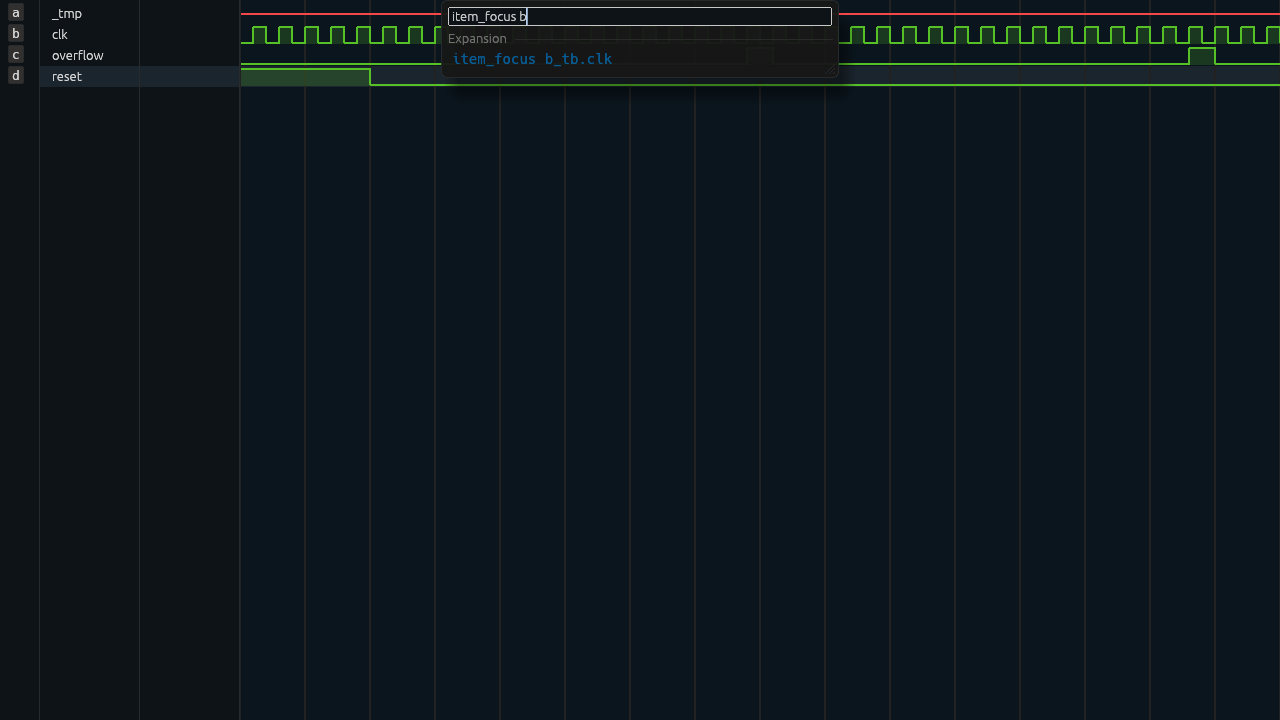 a _tmp
b clk
c overflow
d reset
item_focus b
Expansion
item_focus b_tb.clk